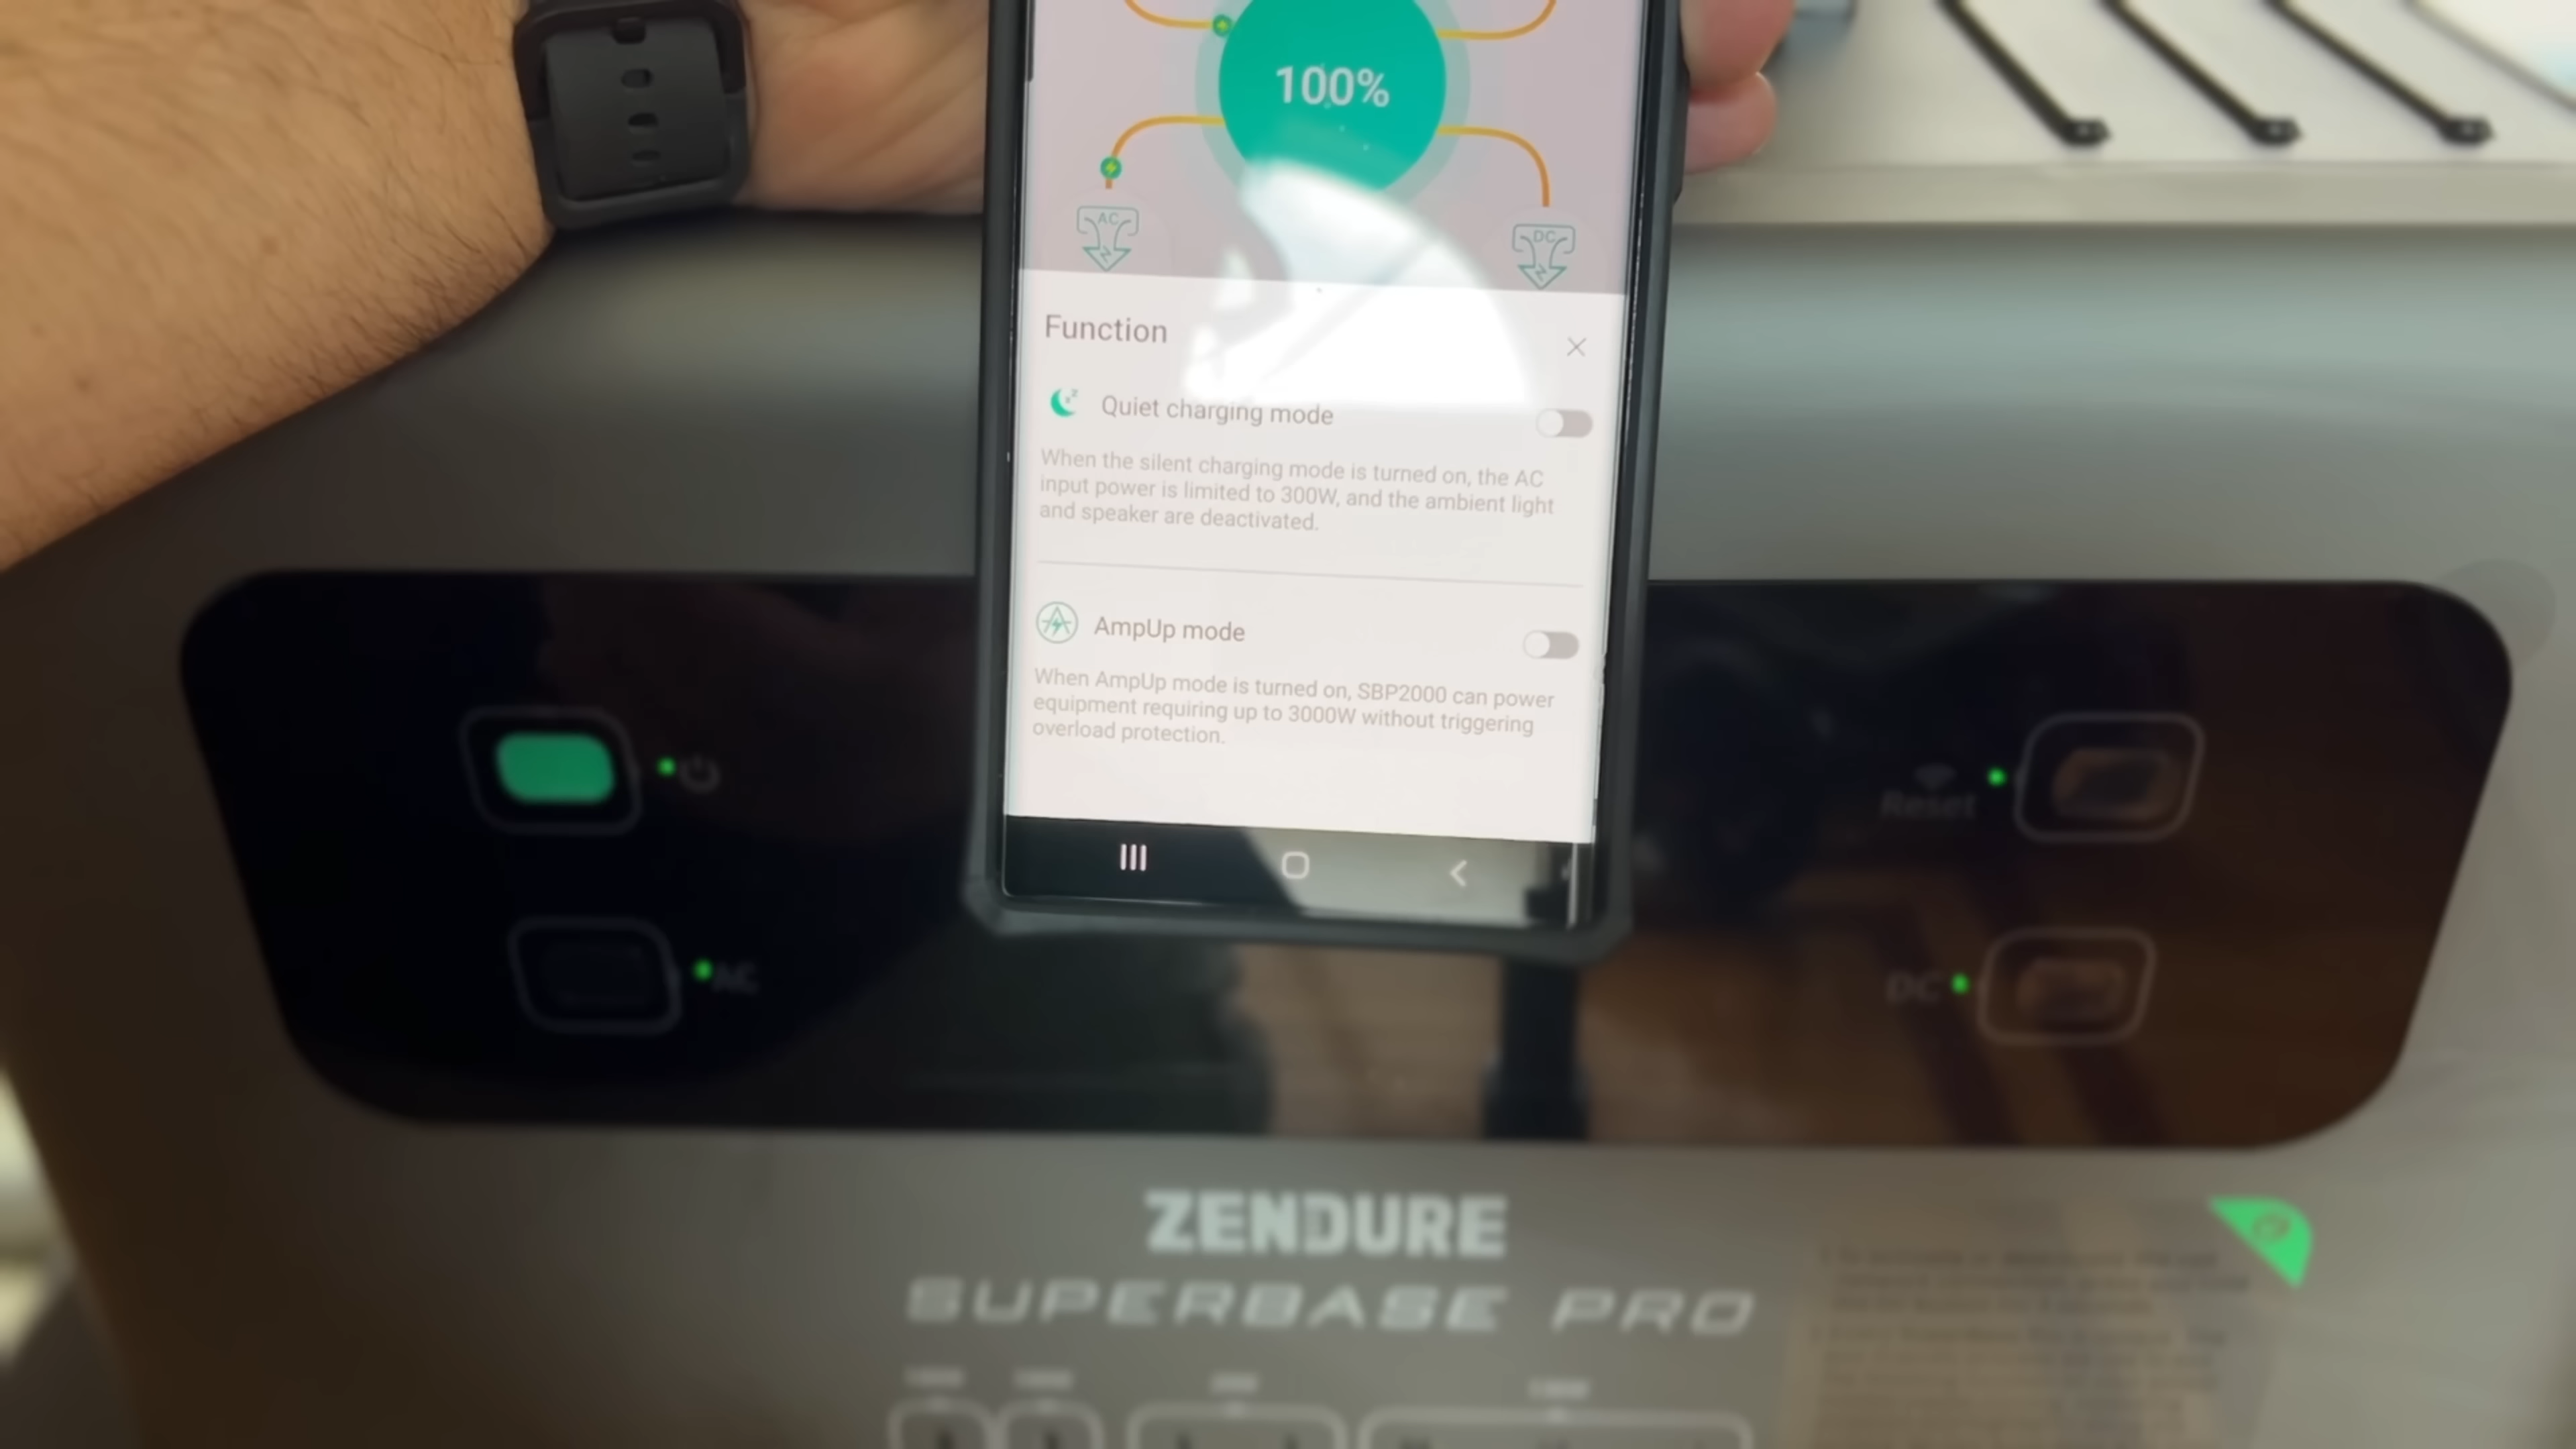 100%
AC
DC
Function
Quiet charging mode
When the silent charging mode is turned on, the AC
input power is limited to 300W, and the ambient light
and speaker are deactivated.
AmpUp mode
When AmpUp mode is turned on, SBP2000 can power
equipment requiring up to 3000W without triggering
overload protection.
Reset
AC
DC
ZENDURE
SUPERBASE PRO